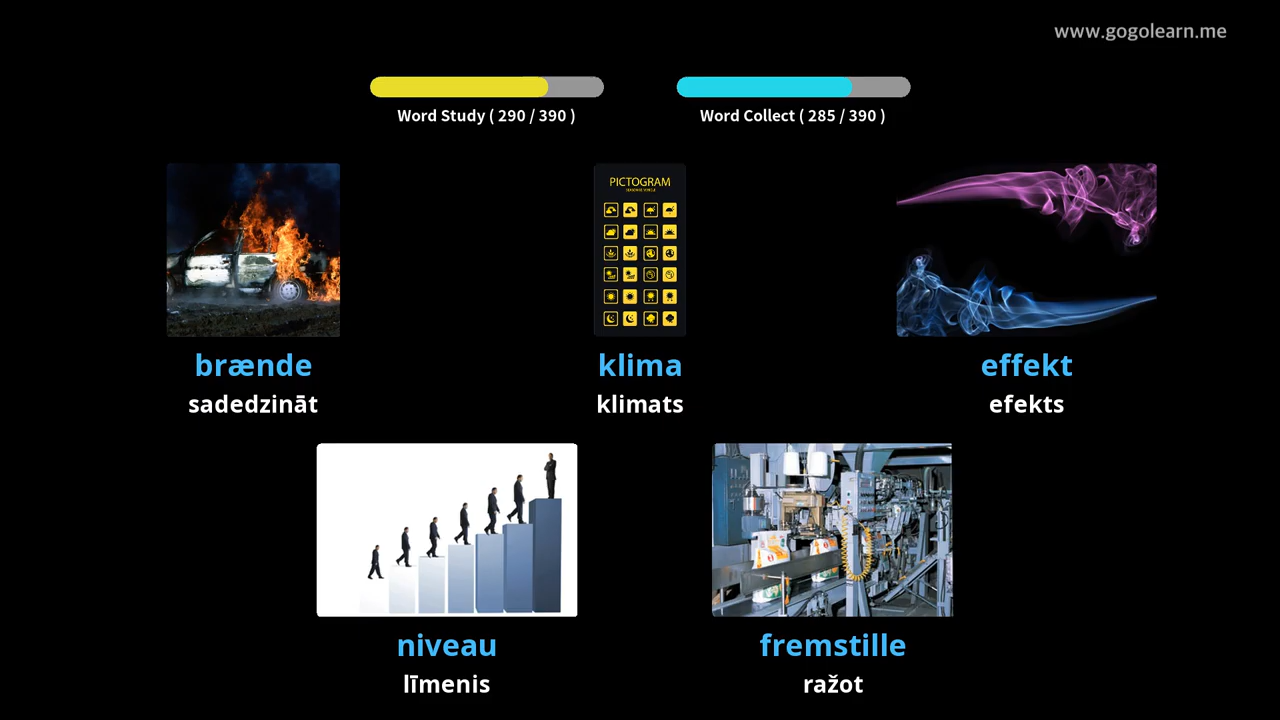 www.gogolearn.me
Word Study ( 290 / 390 )
Word Collect ( 285 / 390 )
PICTOGRAM
brænde
klima
effekt
sadedzināt
klimats
efekts
niveau
fremstille
līmenis
ražot